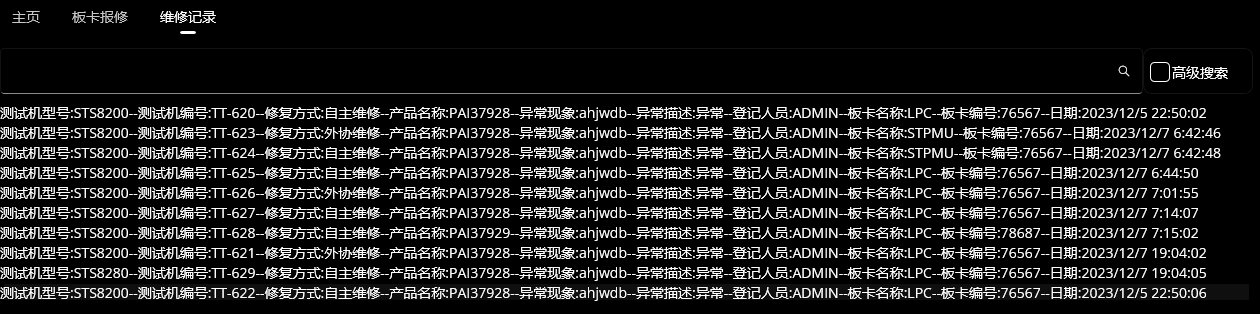 主页 板卡报修 维修记录
高级搜索
测试机型号:STS8200--测试机编号:TT-620--修复方式:自主维修--产品名称:PAI37928--异常现象:ahjwdb--异常描述:异常--登记人员:ADMIN--板卡名称:LPC--板卡编号:76567--日期:2023/12/5 22:50:02
测试机型号:STS8200--测试机编号:TT-623--修复方式:外协维修--产品名称:PAI37928--异常现象:ahjwdb--异常描述:异常--登记人员:ADMIN--板卡名称:STPMU--板卡编号:76567--日期:2023/12/7 6:42:46
测试机型号:STS8200--测试机编号:TT-624--修复方式:自主维修--产品名称:PAI37928--异常现象:ahjwdb--异常描述:异常--登记人员:ADMIN--板卡名称:STPMU--板卡编号:76567--日期:2023/12/7 6:42:48
测试机型号:STS8200--测试机编号:TT-625--修复方式:自主维修--产品名称:PAI37928--异常现象:ahjwdb--异常描述:异常--登记人员:ADMIN--板卡名称:LPC--板卡编号:76567--日期:2023/12/7 6:44:50
测试机型号:STS8200--测试机编号:TT-626--修复方式:外协维修--产品名称:PAI37928--异常现象:ahjwdb--异常描述:异常--登记人员:ADMIN--板卡名称:LPC--板卡编号:76567--日期:2023/12/7 7:01:55
测试机型号:STS8200--测试机编号:TT-627--修复方式:自主维修--产品名称:PAI37928--异常现象:ahjwdb--异常描述:异常--登记人员:ADMIN--板卡名称:LPC--板卡编号:76567--日期:2023/12/7 7:14:07
测试机型号:STS8200--测试机编号:TT-628--修复方式:自主维修--产品名称:PAI37929--异常现象:ahjwdb--异常描述:异常--登记人员:ADMIN--板卡名称:LPC--板卡编号:78687--日期:2023/12/7 7:15:02
测试机型号:STS8200--测试机编号:TT-621--修复方式:外协维修--产品名称:PAI37928--异常现象:ahjwdb--异常描述:异常--登记人员:ADMIN--板卡名称:LPC--板卡编号:76567--日期:2023/12/7 19:04:02
测试机型号:STS8280--测试机编号:TT-629--修复方式:自主维修--产品名称:PAI37928--异常现象:ahjwdb--异常描述:异常--登记人员:ADMIN--板卡名称:LPC--板卡编号:76567--日期:2023/12/7 19:04:05
测试机型号:STS8200--测试机编号:TT-622--修复方式:自主维修--产品名称:PAI37928--异常现象:ahjwdb--异常描述:异常--登记人员:ADMIN--板卡名称:LPC--板卡编号:76567--日期:2023/12/5 22:50:06